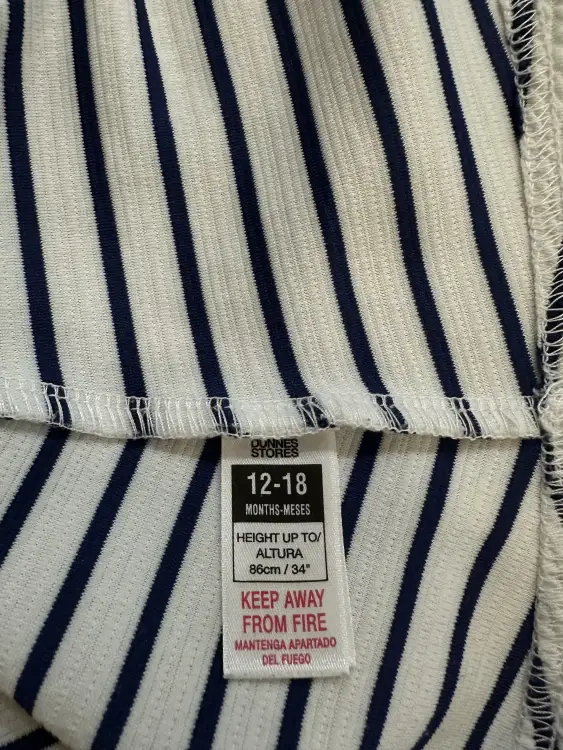 DUNNES
STORES
12-18
MONTHS-MESES
HEIGHT UP TO/
ALTURA
86cm / 34"
KEEP AWAY
FROM FIRE
MANTENGA APARTADO
DEL FUEGO